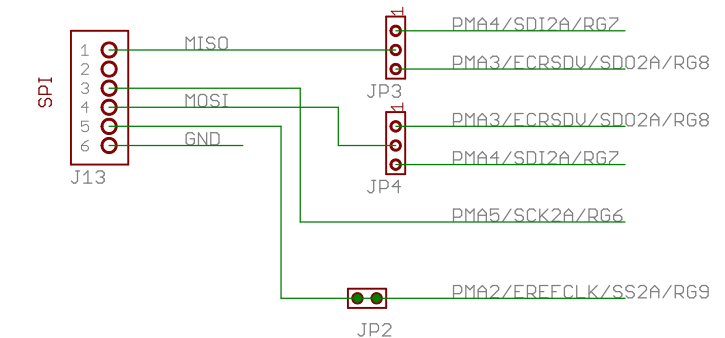 1
PMA4/SDI2A/RG7
MISO
PMA3/ECRSDV/SDO2A/RG8
JP3
SPI
1
2
3
4
5
6
MOSI
GND
J13
1
PMA3/ECRSDV/SDO2A/RG8
PMA4/SDI2A/RG7
JP4
PMA5/SCK2A/RG6
PMA2/EREFCLK/SS2A/RG9
JP2